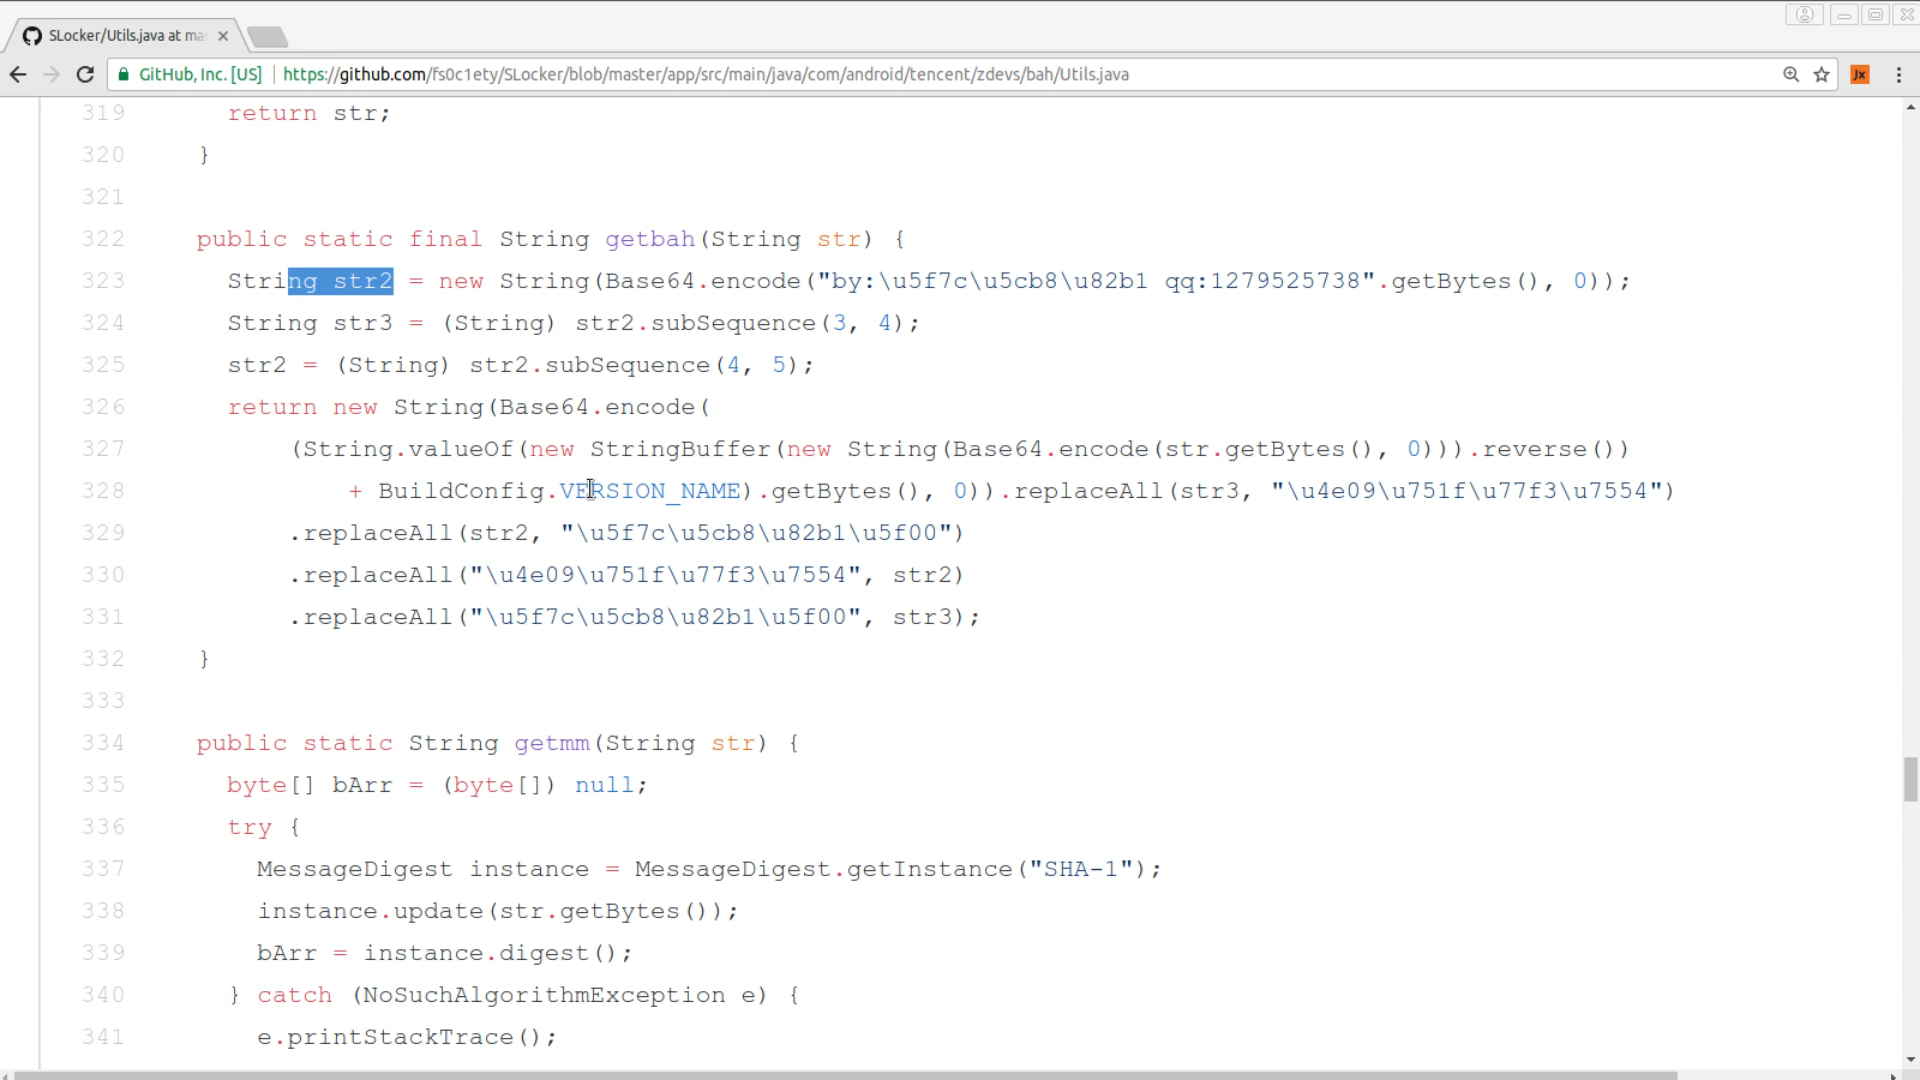 SLocker/Utils.java at ma
GitHub, Inc. [US] https://github.com/fs0c1ety/SLocker/blob/master/app/src/main/java/com/android/tencent/zdevs/bah/Utils.java
Jx
319 return str;
320 }
321
322 public static final String getbah(String str) {
323 String str2 = new String(Base64.encode("by:\u5f7c\u5cb8\u82b1 qq:1279525738".getBytes(), 0));
324 String str3 = (String) str2.subSequence(3, 4);
325 str2 = (String) str2.subSequence(4, 5);
326 return new String(Base64.encode(
327 (String.valueOf(new StringBuffer(new String(Base64.encode(str.getBytes(), 0))).reverse())
328 + BuildConfig.VERSION_NAME).getBytes(), 0)).replaceAll(str3, "\u4e09\u751f\u77f3\u7554")
329 .replaceAll(str2, "\u5f7c\u5cb8\u82b1\u5f00")
330 .replaceAll("\u4e09\u751f\u77f3\u7554", str2)
331 .replaceAll("\u5f7c\u5cb8\u82b1\u5f00", str3);
332 }
333
334 public static String getmm(String str) {
335 byte[] bArr = (byte[]) null;
336 try {
337 MessageDigest instance = MessageDigest.getInstance("SHA-1");
338 instance.update(str.getBytes());
339 bArr = instance.digest();
340 } catch (NoSuchAlgorithmException e) {
341 e.printStackTrace();